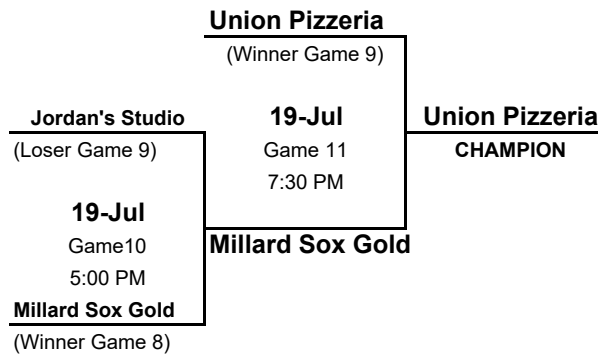 Union Pizzeria
(Winner Game 9)
Jordan's Studio
19-Jul
Union Pizzeria
(Loser Game 9)
Game 11
CHAMPION
7:30 PM
19-Jul
Game10
Millard Sox Gold
5:00 PM
Millard Sox Gold
(Winner Game 8)